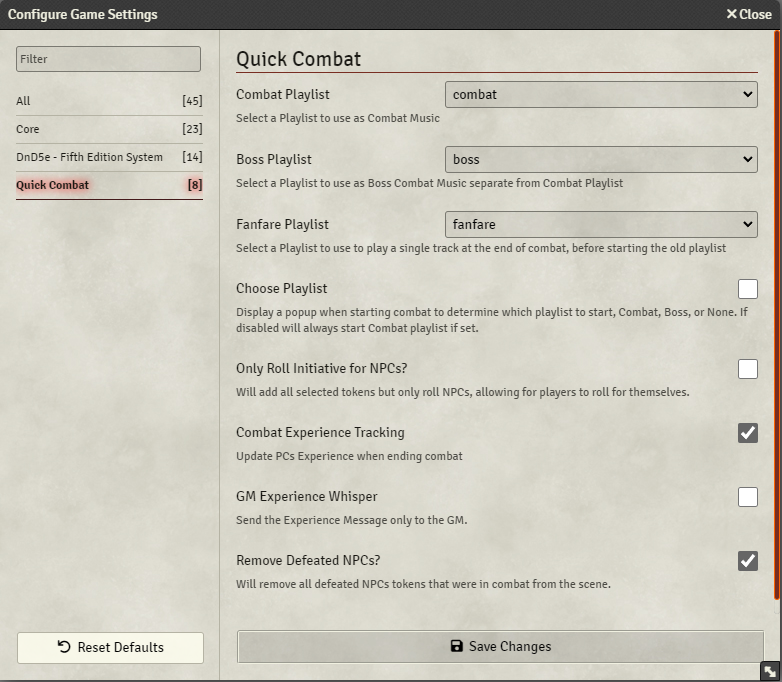 Configure Game Settings
Close
Filter
All [45]
Core [23]
DnD5e - Fifth Edition System [14]
Quick Combat [8]
Reset Defaults
Quick Combat
Combat Playlist combat
Select a Playlist to use as Combat Music
Boss Playlist boss
Select a Playlist to use as Boss Combat Music separate from Combat Playlist
Fanfare Playlist fanfare
Select a Playlist to use to play a single track at the end of combat, before starting the old playlist
Choose Playlist
Display a popup when starting combat to determine which playlist to start, Combat, Boss, or None. If
disabled will always start Combat playlist if set.
Only Roll Initiative for NPCs?
Will add all selected tokens but only roll NPCs, allowing for players to roll for themselves.
Combat Experience Tracking
Update PCs Experience when ending combat
GM Experience Whisper
Send the Experience Message only to the GM.
Remove Defeated NPCs?
Will remove all defeated NPCs tokens that were in combat from the scene.
Save Changes